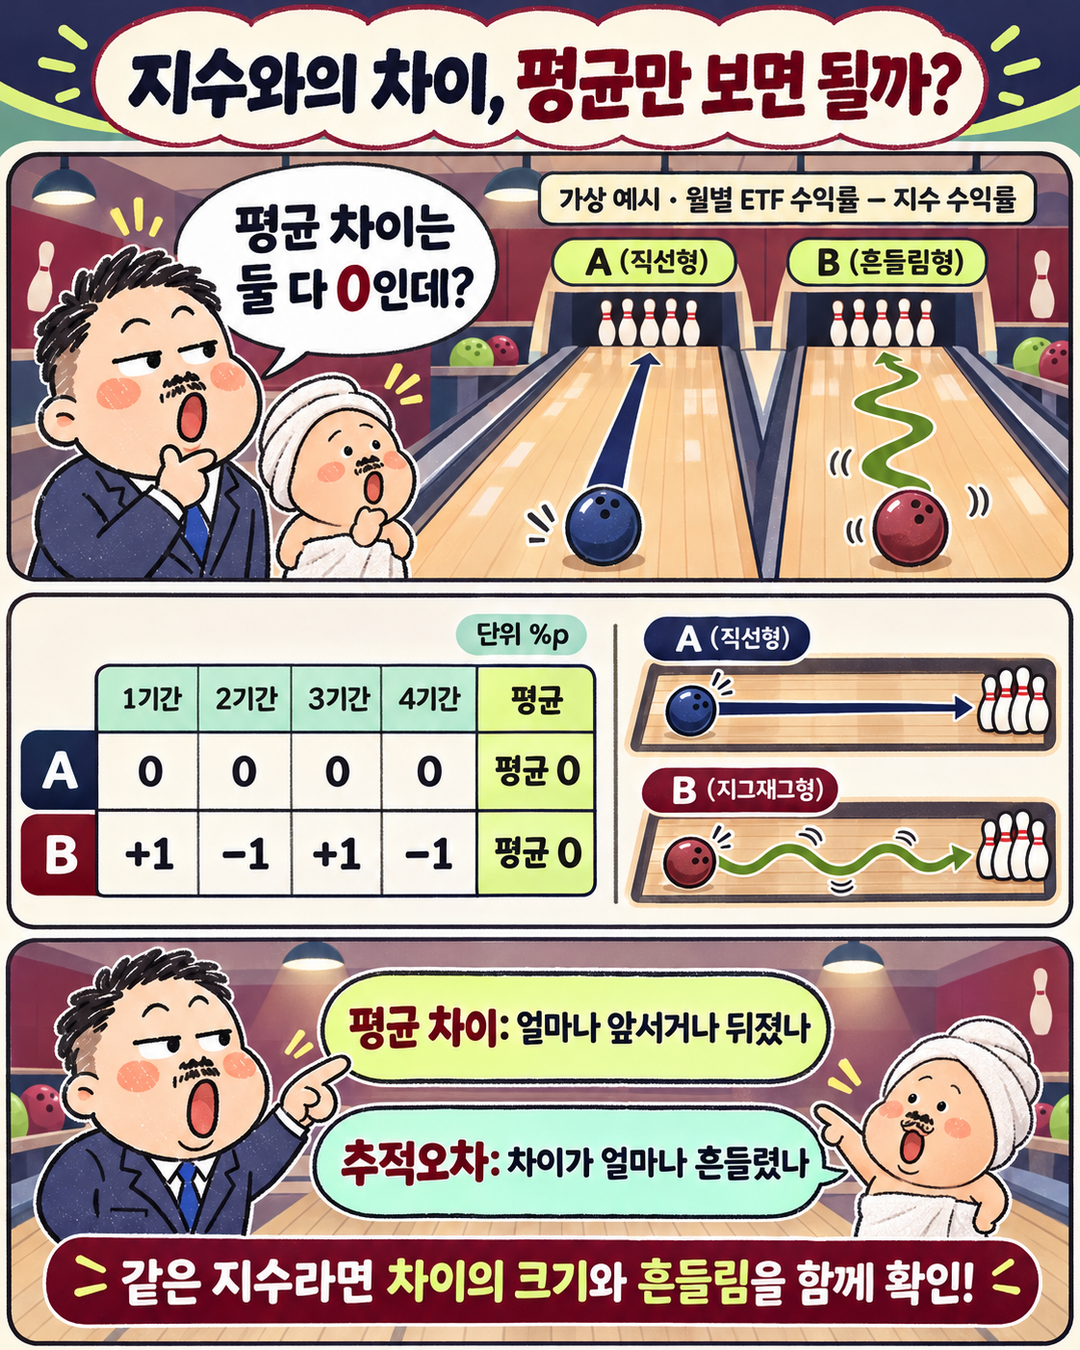 지수와의 차이, 평균만 보면 될까?
평균 차이는
둘 다 0인데?
가상 예시 · 월별 ETF 수익률 – 지수 수익률
A (직선형)
B (흔들림형)
단위 %p
1기간 2기간 3기간 4기간 평균
A 0 0 0 0 평균 0
B +1 −1 +1 −1 평균 0
A (직선형)
B (지그재그형)
평균 차이: 얼마나 앞서거나 뒤졌나
추적오차: 차이가 얼마나 흔들렸나
같은 지수라면 차이의 크기와 흔들림을 함께 확인!